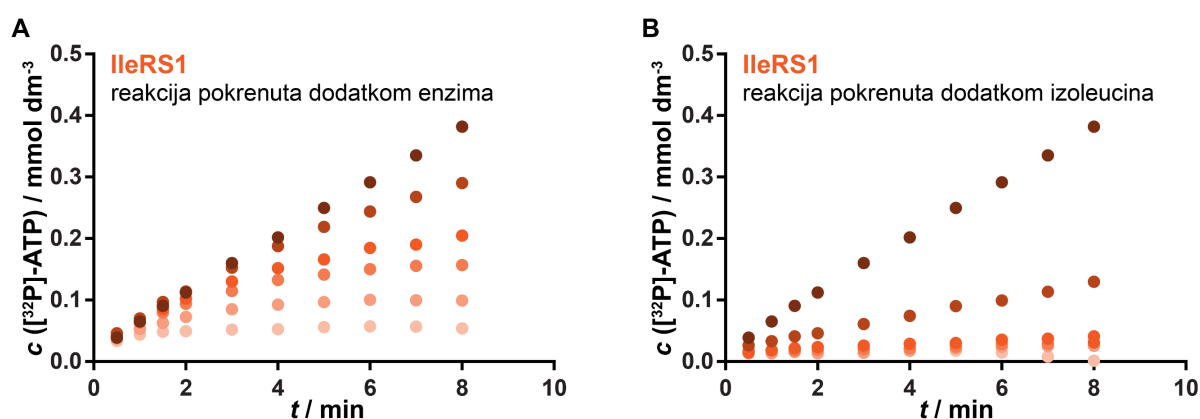 A
IleRS1
reakcija pokrenuta dodatkom enzima
c ([³²P]-ATP) / mmol dm⁻³
0.5
0.4
0.3
0.2
0.1
0.0
0
2
4
6
8
10
t / min
B
IleRS1
reakcija pokrenuta dodatkom izoleucina
c ([³²P]-ATP) / mmol dm⁻³
0.5
0.4
0.3
0.2
0.1
0.0
0
2
4
6
8
10
t / min